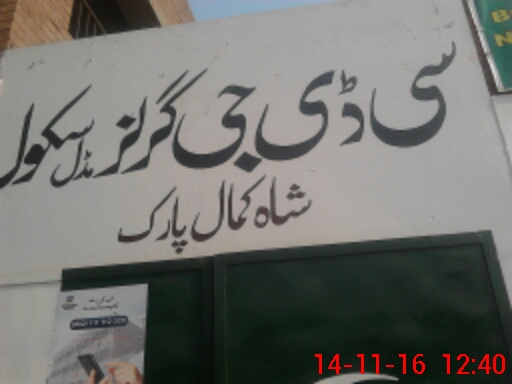 سی ڈی جی گرلز مڈل سکول
شاہ کمال پارک
14-11-16 12:40